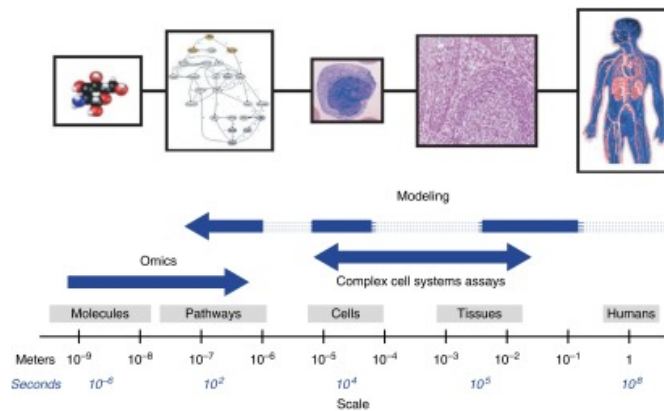 Modeling
Omics
Complex cell systems assays
Molecules Pathways Cells Tissues Humans
Meters 10⁻⁹ 10⁻⁸ 10⁻⁷ 10⁻⁶ 10⁻⁵ 10⁻⁴ 10⁻³ 10⁻² 10⁻¹ 1
Seconds 10⁻⁶ 10² 10⁴ 10⁵ 10⁸
Scale